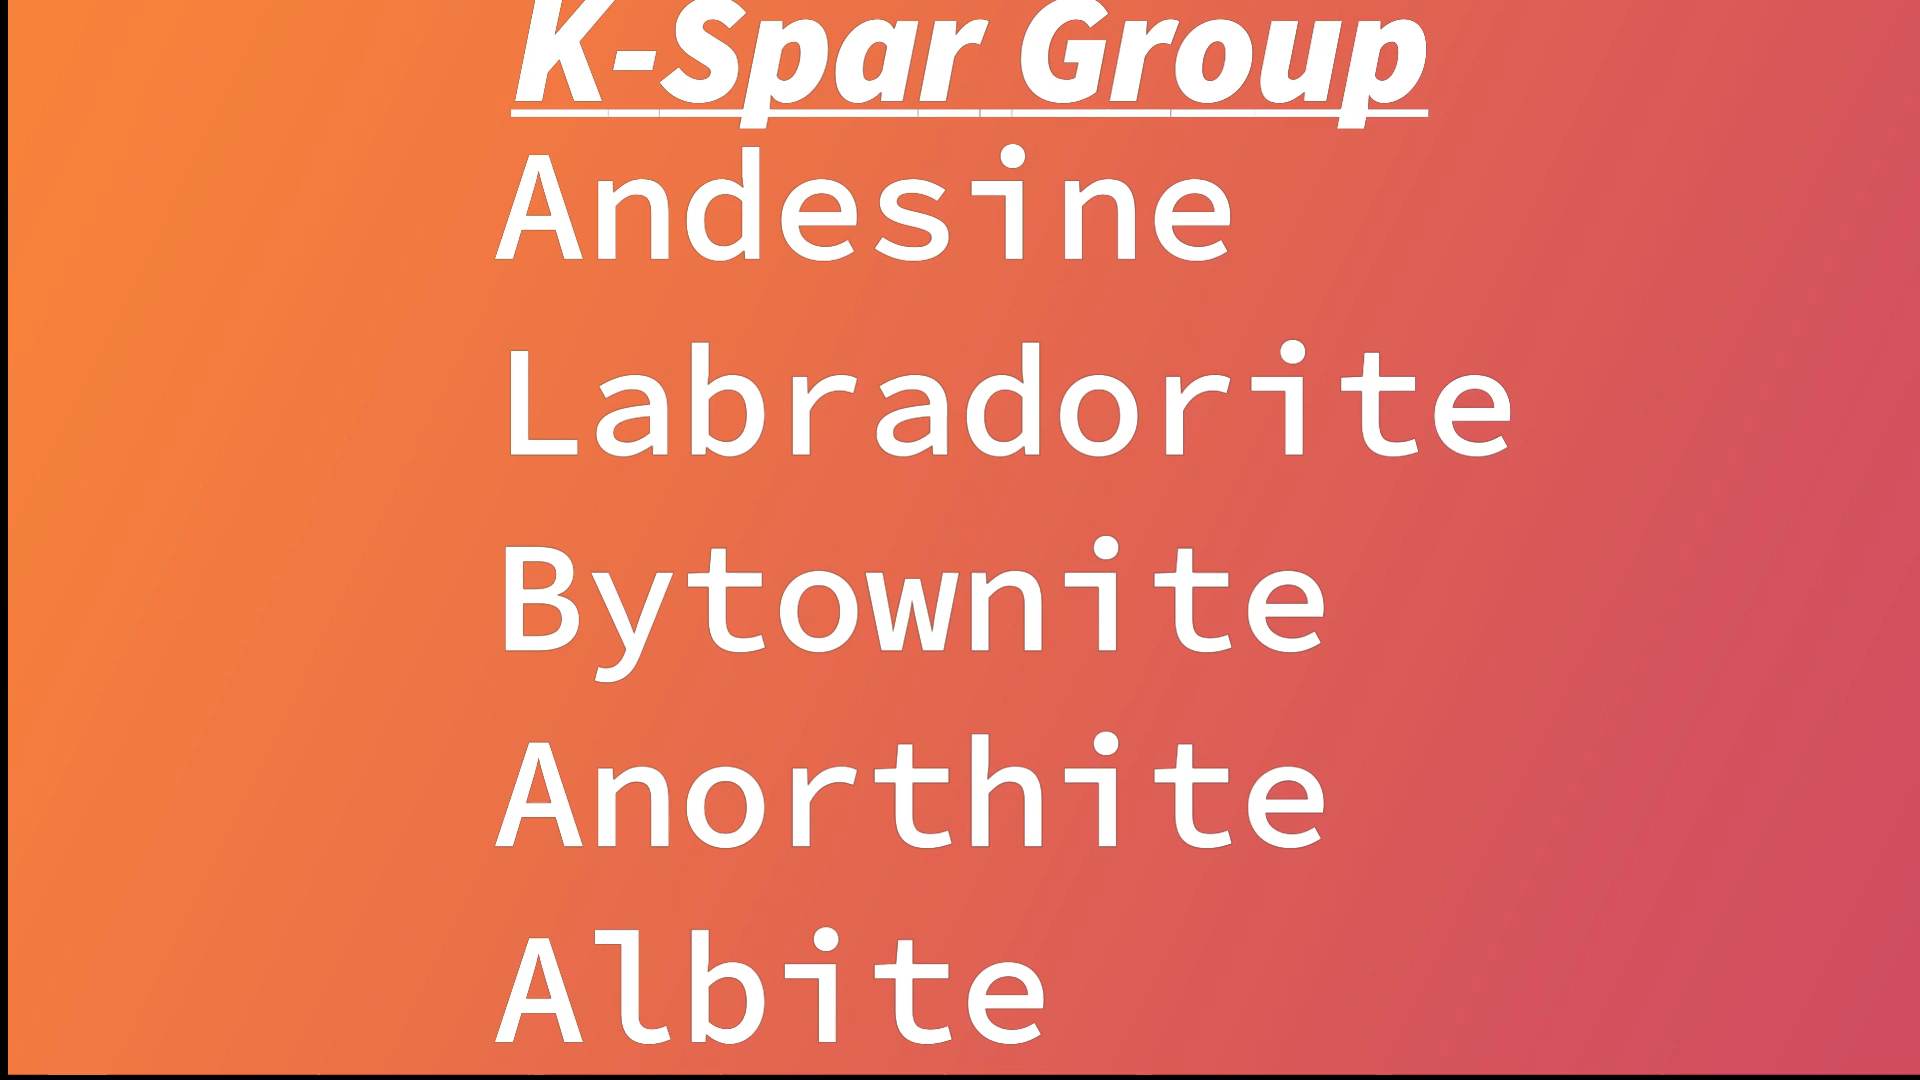 K-Spar Group
Andesine
Labradorite
Bytownite
Anorthite
Albite